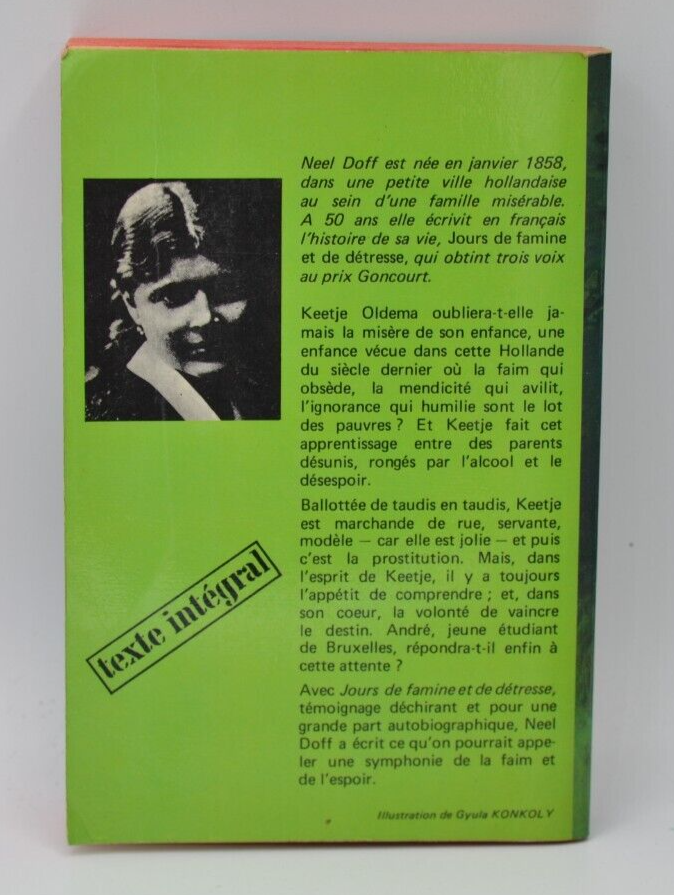 Neel Doff est née en janvier 1858,
dans une petite ville hollandaise
au sein d'une famille misérable.
A 50 ans elle écrivit en français
l'histoire de sa vie, Jours de famine
et de détresse, qui obtint trois voix
au prix Goncourt.
Keetje Oldema oubliera-t-elle ja-
mais la misère de son enfance, une
enfance vécue dans cette Hollande
du siècle dernier où la faim qui
obsède, la mendicité qui avilit,
l'ignorance qui humilie sont le lot
des pauvres ? Et Keetje fait cet
apprentissage entre des parents
désunis, rongés par l'alcool et le
désespoir.
Ballottée de taudis en taudis, Keetje
est marchande de rue, servante,
modèle — car elle est jolie — et puis
c'est la prostitution. Mais, dans
l'esprit de Keetje, il y a toujours
l'appétit de comprendre ; et, dans
son coeur, la volonté de vaincre
le destin. André, jeune étudiant
de Bruxelles, répondra-t-il enfin à
cette attente ?
Avec Jours de famine et de détresse,
témoignage déchirant et pour une
grande part autobiographique, Neel
Doff a écrit ce qu'on pourrait appe-
ler une symphonie de la faim et
de l'espoir.
texte intégral
Illustration de Gyula KONKOLY